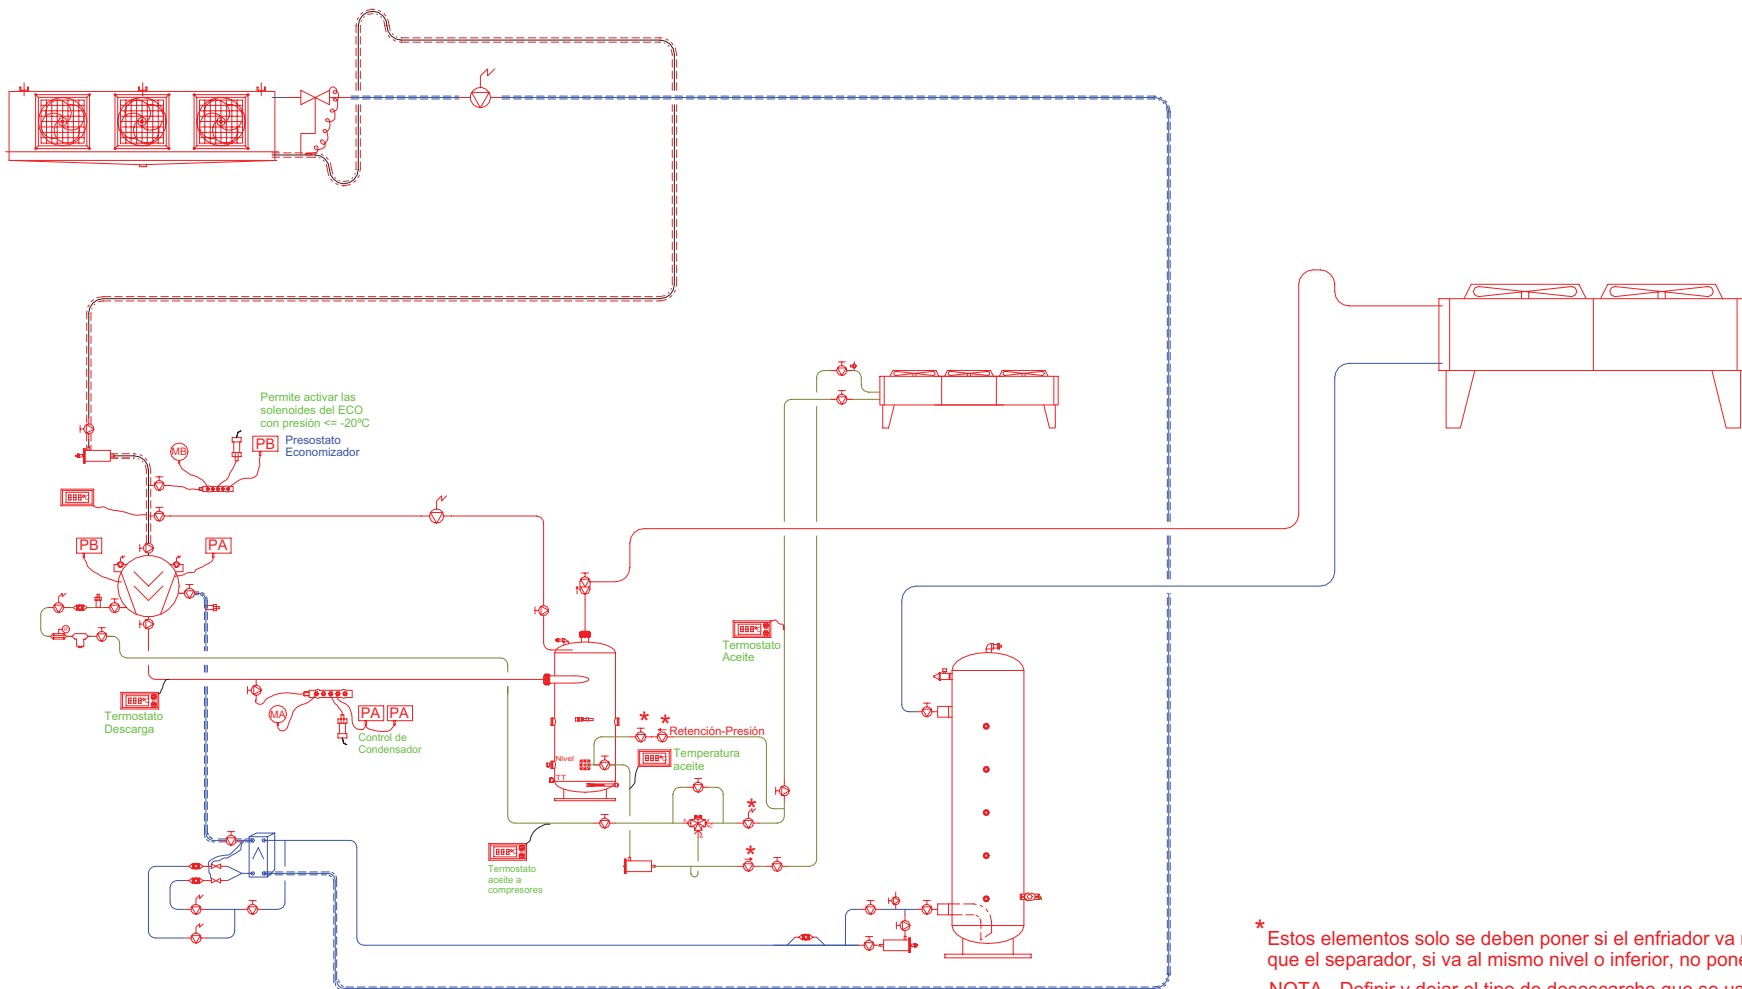 Permite activar las
solenoides del ECO
con presión <= -20ºC
MB
PB
Presostato
Economizador
PB
PA
Termostato
Aceite
Termostato
Descarga
MA
PA
PA
Control de
Condensador
* *
Retención-Presión
Nivel
TT
Temperatura
aceite
*
*
Termostato
aceite a
compresores
* Estos elementos solo se deben poner si el enfriador va
que el separador, si va al mismo nivel o inferior, no pone